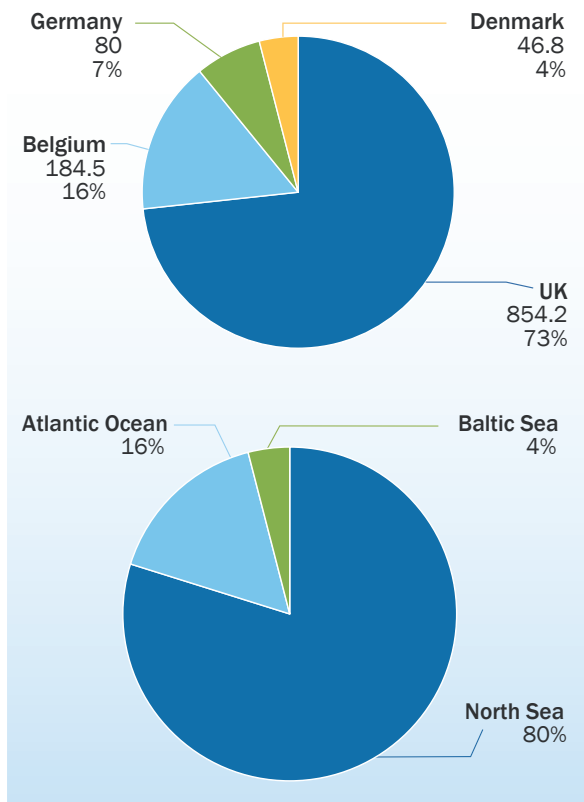 Germany
80
7%
Denmark
46.8
4%
Belgium
184.5
16%
UK
854.2
73%
Atlantic Ocean
16%
Baltic Sea
4%
North Sea
80%